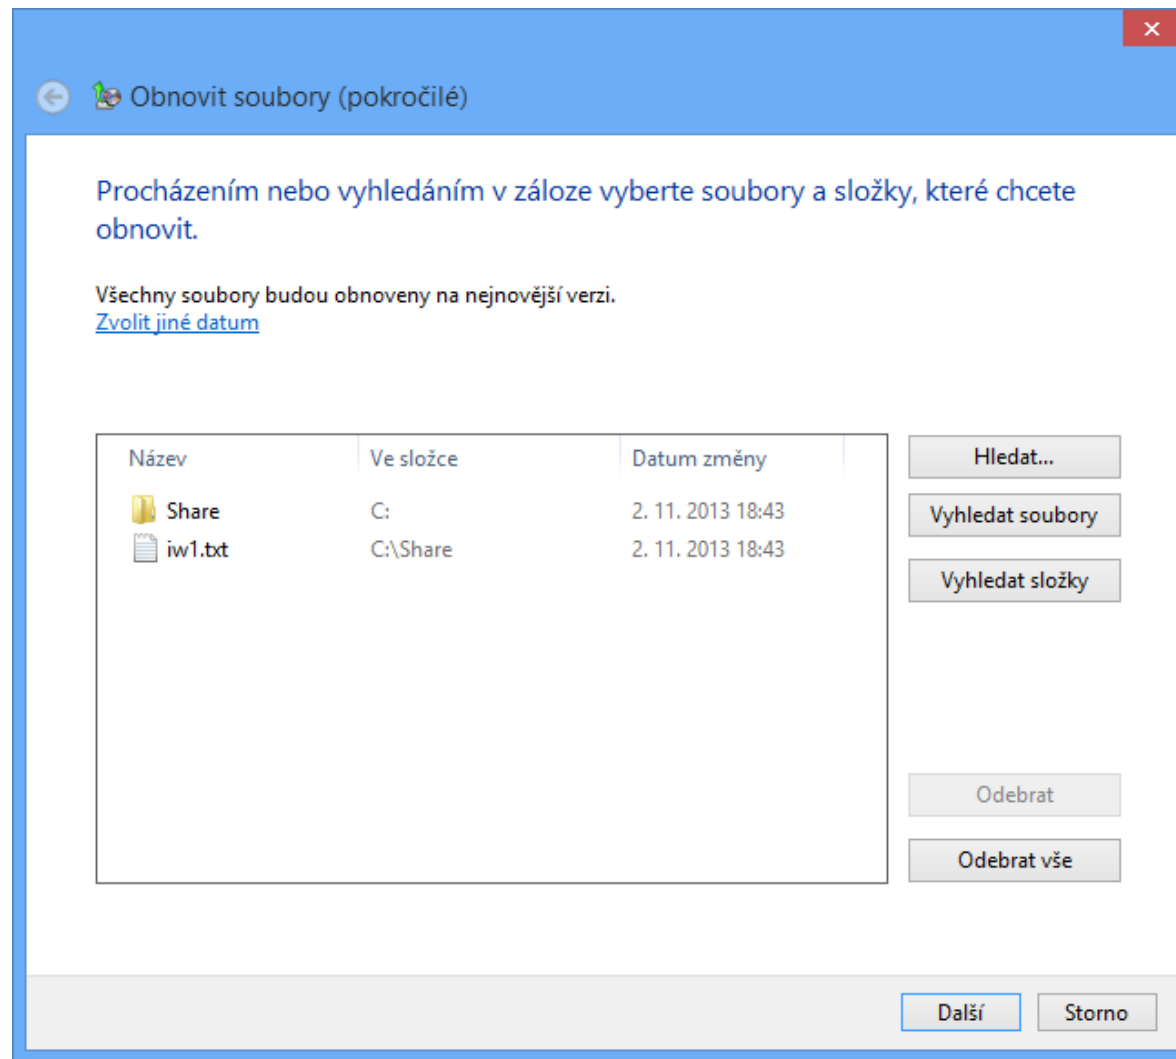 Obnovit soubory (pokročilé)
Procházením nebo vyhledáním v záloze vyberte soubory a složky, které chcete
obnovit.
Všechny soubory budou obnoveny na nejnovější verzi.
Zvolit jiné datum
Název Ve složce Datum změny
Share C: 2. 11. 2013 18:43
iw1.txt C:\Share 2. 11. 2013 18:43
Hledat...
Vyhledat soubory
Vyhledat složky
Odebrat
Odebrat vše
Další Storno